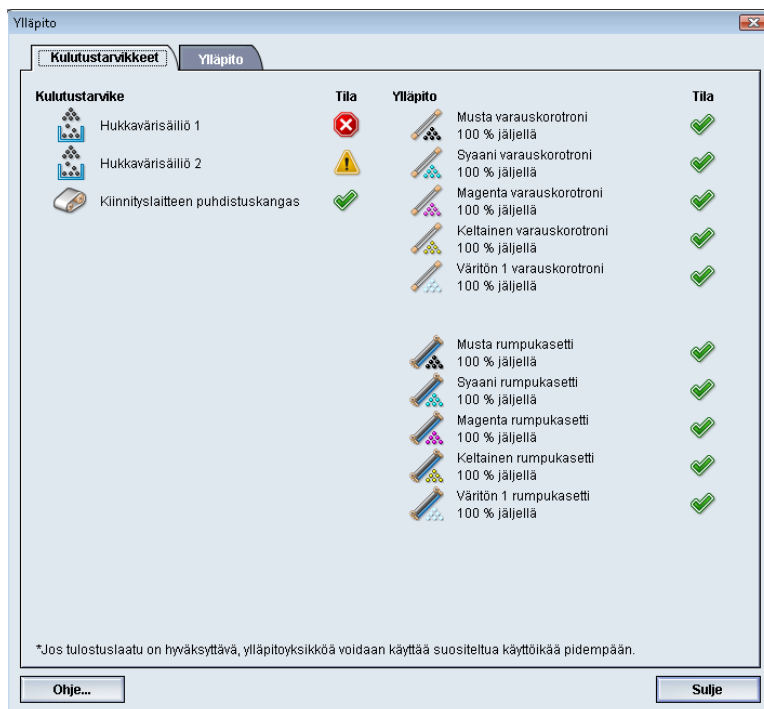 Ylläpito
Kulutustarvikkeet
Ylläpito
Kulutustarvike Tila
Hukkavärisäiliö 1
Hukkavärisäiliö 2
Kiinnityslaitteen puhdistuskangas
Ylläpito Tila
Musta varauskorotroni
100 % jäljellä
Syaani varauskorotroni
100 % jäljellä
Magenta varauskorotroni
100 % jäljellä
Keltainen varauskorotroni
100 % jäljellä
Väritön 1 varauskorotroni
100 % jäljellä
Musta rumpukasetti
100 % jäljellä
Syaani rumpukasetti
100 % jäljellä
Magenta rumpukasetti
100 % jäljellä
Keltainen rumpukasetti
100 % jäljellä
Väritön 1 rumpukasetti
100 % jäljellä
*Jos tulostuslaatu on hyväksyttävä, ylläpitoyksikköä voidaan käyttää suositeltua käyttöikää pidempään.
Ohje...
Sulje